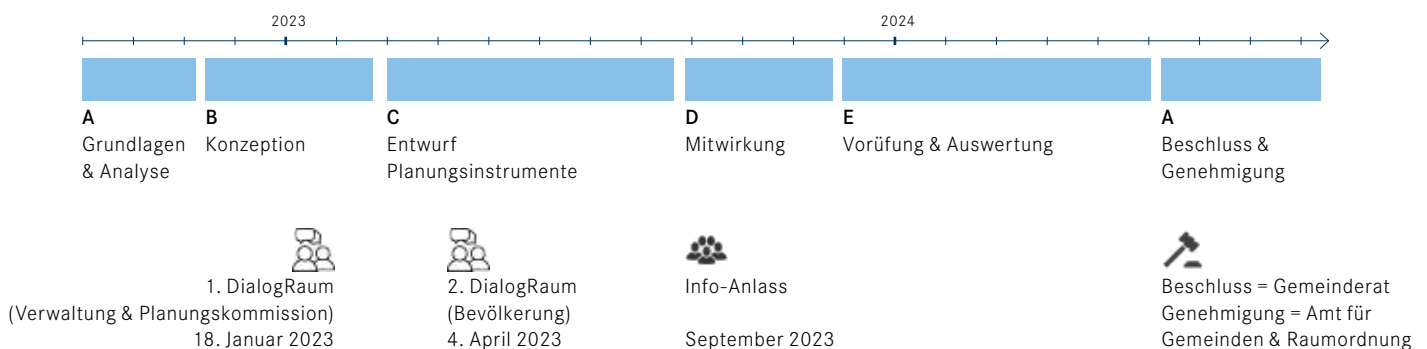 2023
2024
A
Grundlagen
& Analyse
B
Konzeption
C
Entwurf
Planungsinstrumente
D
Mitwirkung
E
Vorüfung & Auswertung
A
Beschluss &
Genehmigung
1. DialogRaum
(Verwaltung & Planungskommission)
18. Januar 2023
2. DialogRaum
(Bevölkerung)
4. April 2023
Info-Anlass
September 2023
Beschluss = Gemeinderat
Genehmigung = Amt für
Gemeinden & Raumordnung